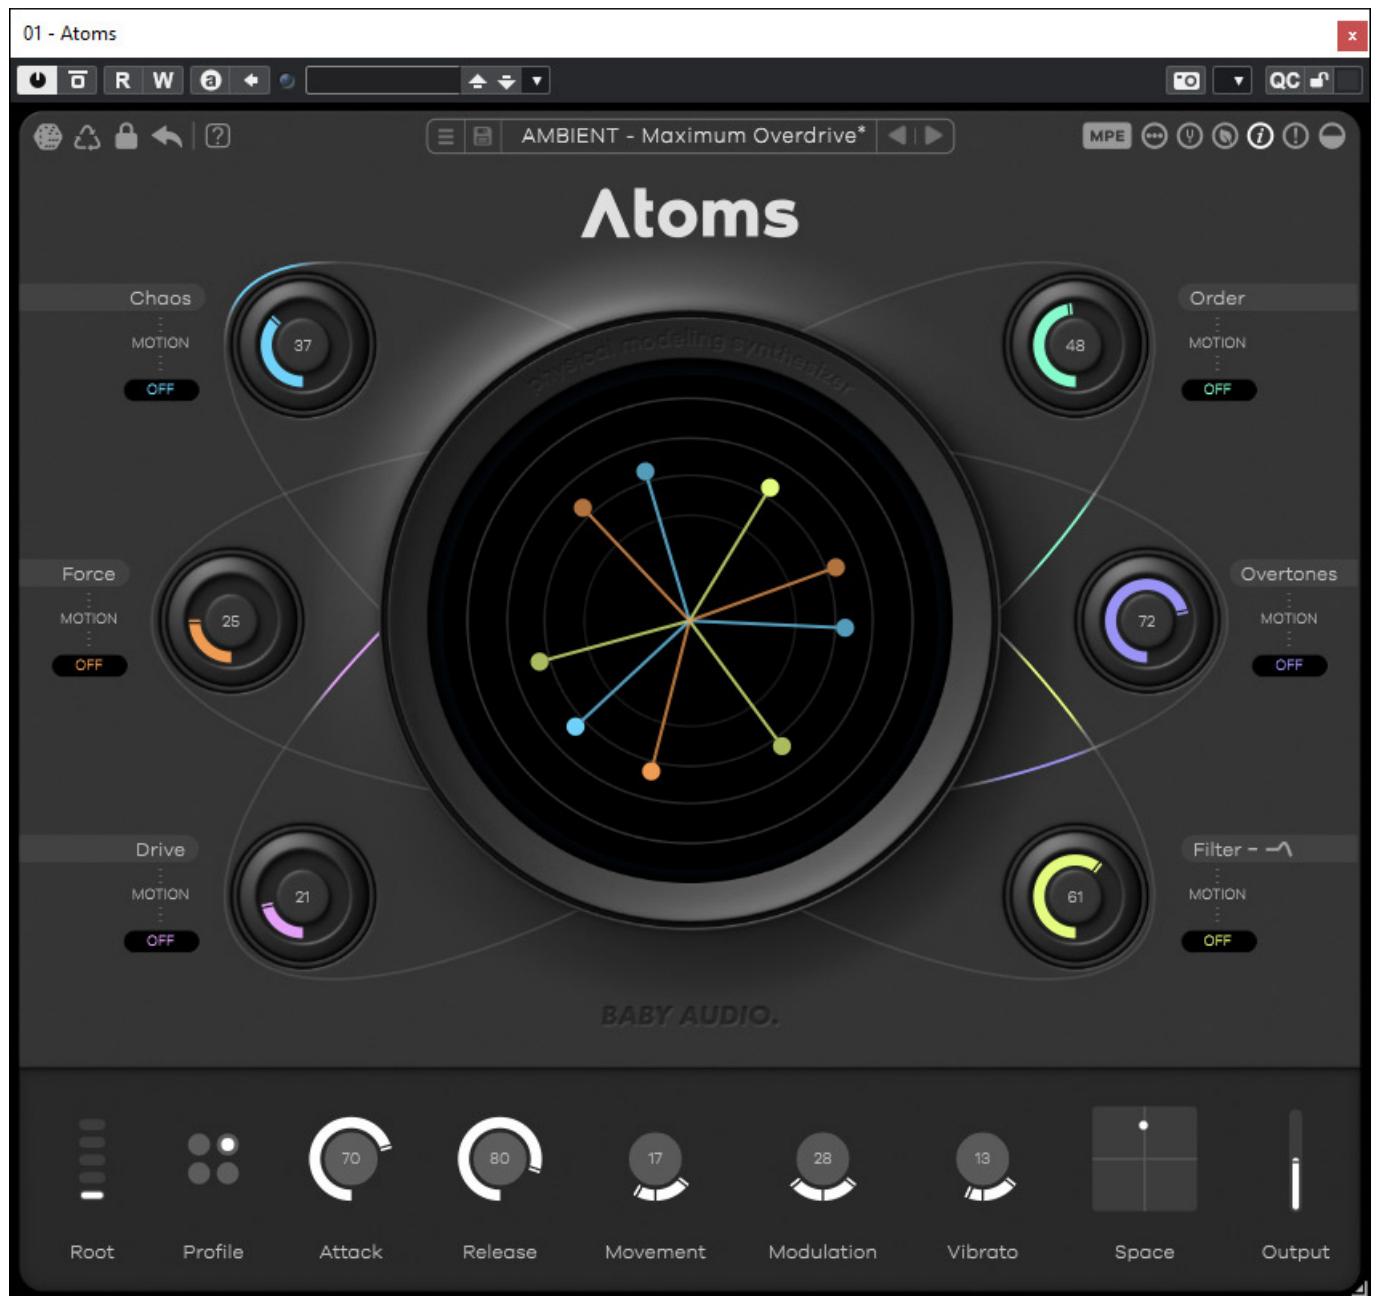 01 - Atoms
x
R W a QC
?
AMBIENT - Maximum Overdrive*
MPE
i
!
Atoms
physical modeling synthesizer
Chaos
MOTION
OFF
37
Order
MOTION
OFF
48
Force
MOTION
OFF
25
Overtones
MOTION
OFF
72
Drive
MOTION
OFF
21
Filter -
MOTION
OFF
61
BABY AUDIO.
70
80
17
28
13
Root Profile Attack Release Movement Modulation Vibrato Space Output